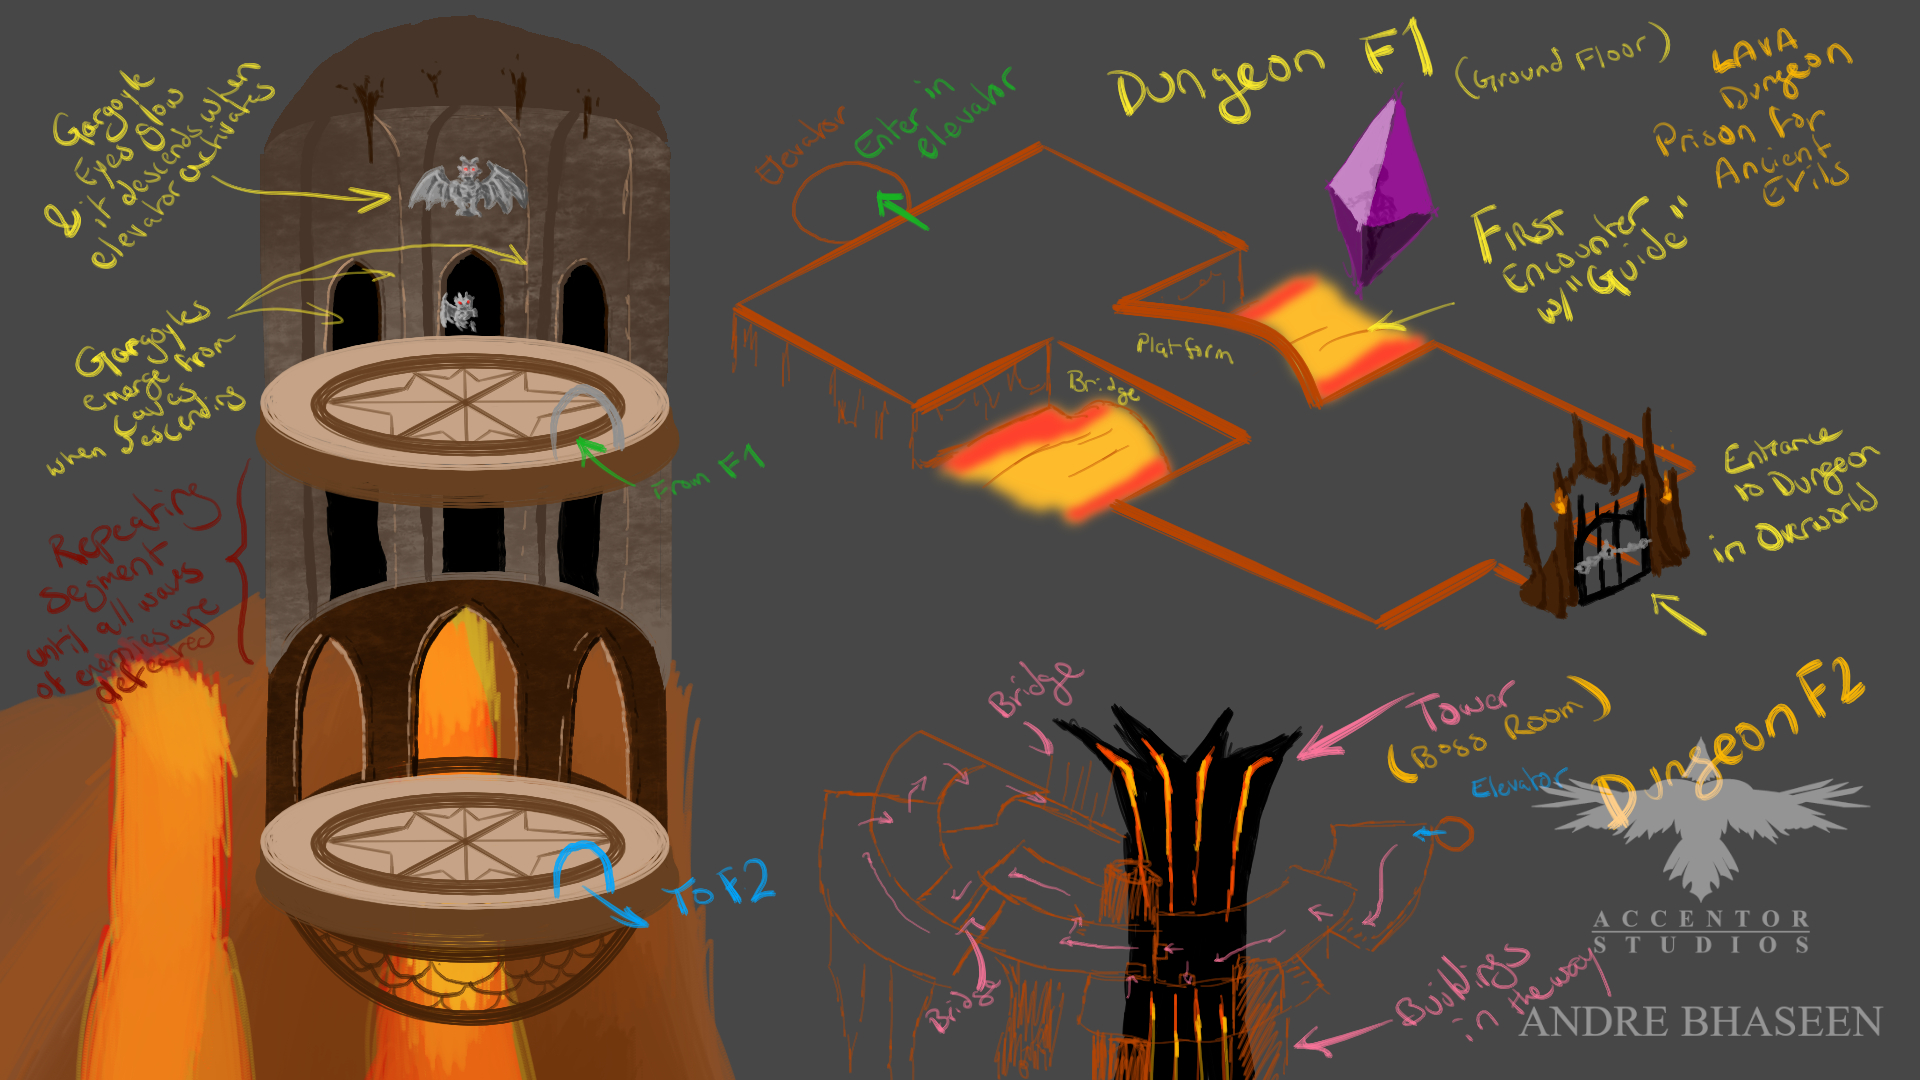 Gargoyle
Eyes glow
& it descends when
elevator activates
Gargoyles
emerge from
caves
when descending
Repeating
Segment
until all waves
of enemies are
defeated
From F1
To F2
Elevator
Enter in
elevator
Dungeon F1
(Ground Floor)
LAVA
Dungeon
Prison for
Ancient
Evils
First
Encounter
w/ "Guide"
Platform
Bridge
Entrance
to Dungeon
in Overworld
Bridge
Tower
(Boss Room)
Dungeon F2
Elevator
Bridge
Buildings
in the way
ACCENTOR
STUDIOS
ANDRE BHASEEN